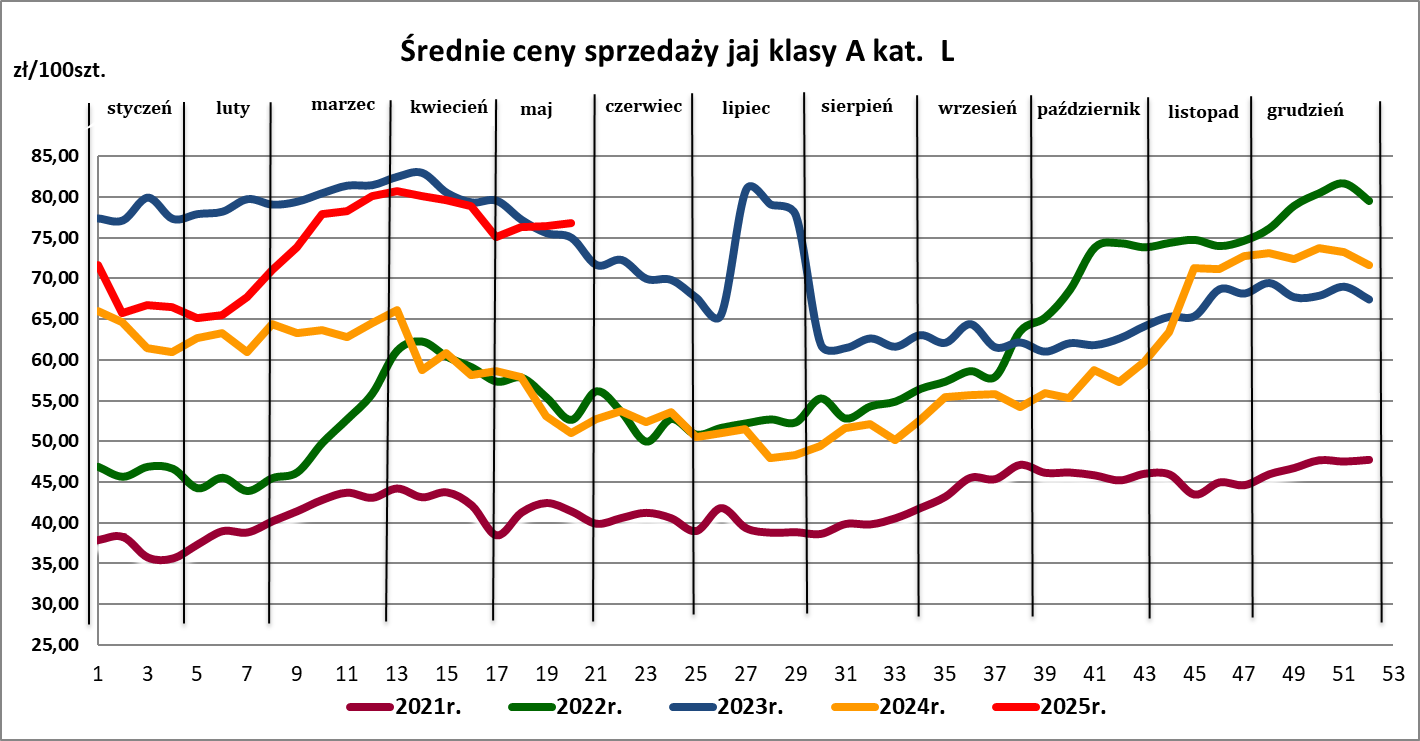 Średnie ceny sprzedaży jaj klasy A kat. L
zł/100szt.
styczeń luty marzec kwiecień maj czerwiec lipiec sierpień wrzesień październik listopad grudzień
85,00
80,00
75,00
70,00
65,00
60,00
55,00
50,00
45,00
40,00
35,00
30,00
25,00
1 3 5 7 9 11 13 15 17 19 21 23 25 27 29 31 33 35 37 39 41 43 45 47 49 51 53
2021r. 2022r. 2023r. 2024r. 2025r.